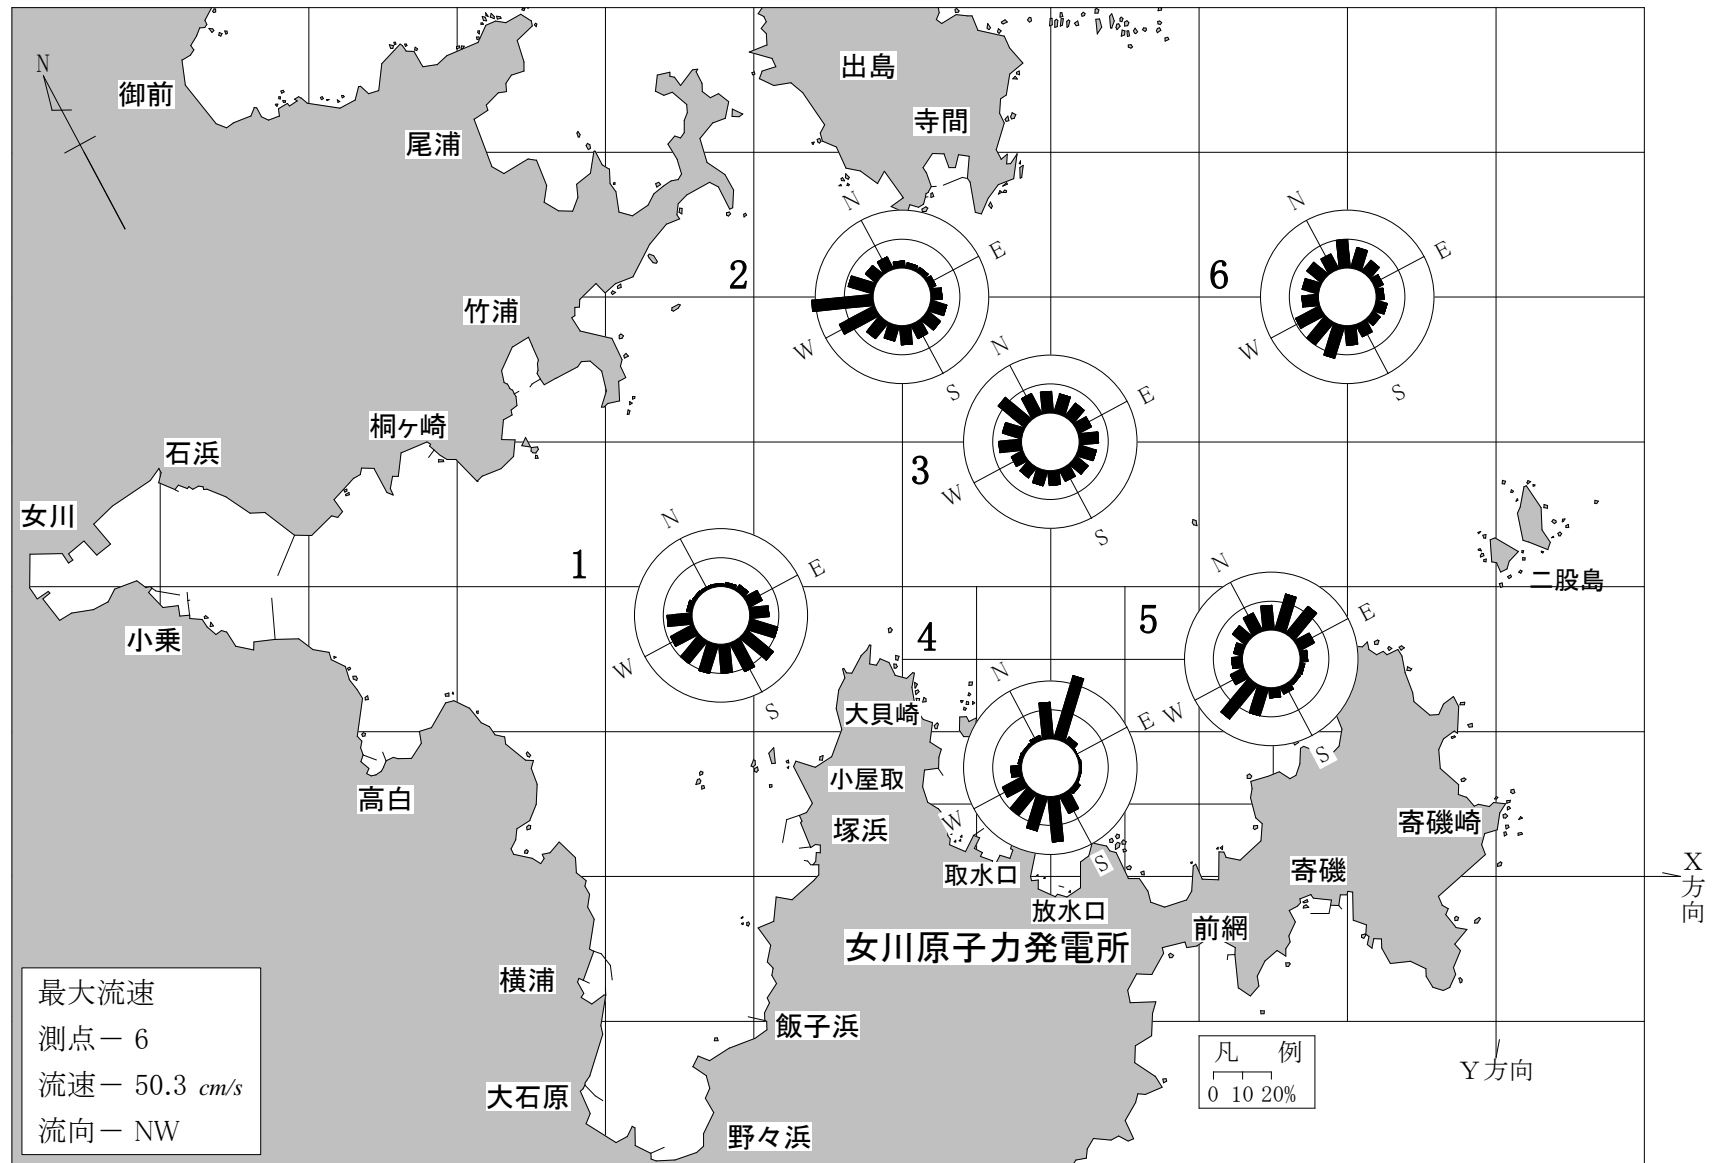 N
御前
尾浦
出島
寺間
竹浦
桐ヶ崎
石浜
女川
小乗
高白
横浦
大石原
野々浜
飯子浜
塚浜
小屋取
大貝崎
取水口
放水口
女川原子力発電所
前網
寄磯
寄磯崎
二股島
1
N
E
S
W
2
N
E
S
W
3
N
E
S
W
4
N
E
S
W
5
N
E
S
W
6
N
E
S
W
X方向
Y方向
最大流速
測点－ 6
流速－ 50.3 cm/s
流向－ NW
凡 例
0 10 20%